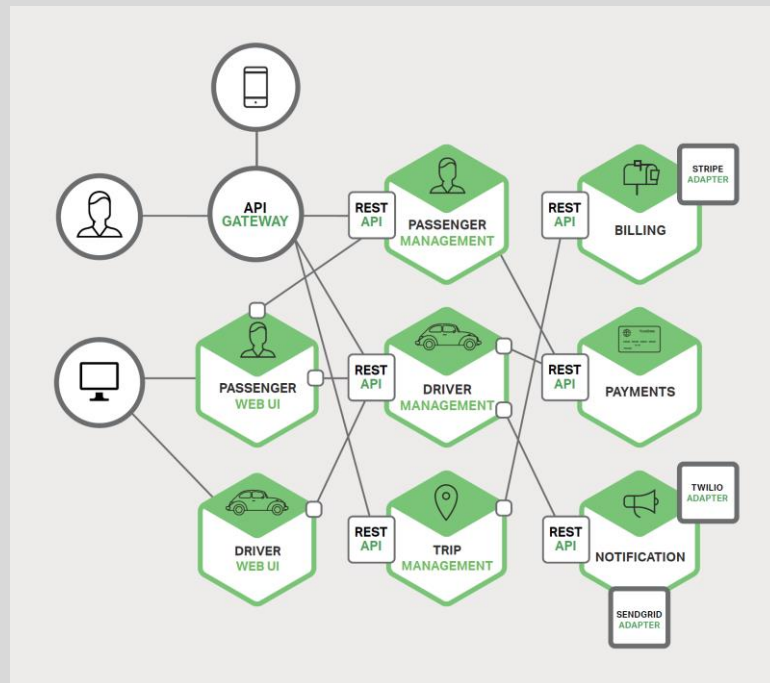 API
GATEWAY
REST
API
PASSENGER
MANAGEMENT
REST
API
BILLING
STRIPE
ADAPTER
PASSENGER
WEB UI
REST
API
DRIVER
MANAGEMENT
REST
API
PAYMENTS
DRIVER
WEB UI
REST
API
TRIP
MANAGEMENT
REST
API
NOTIFICATION
TWILIO
ADAPTER
SENDGRID
ADAPTER